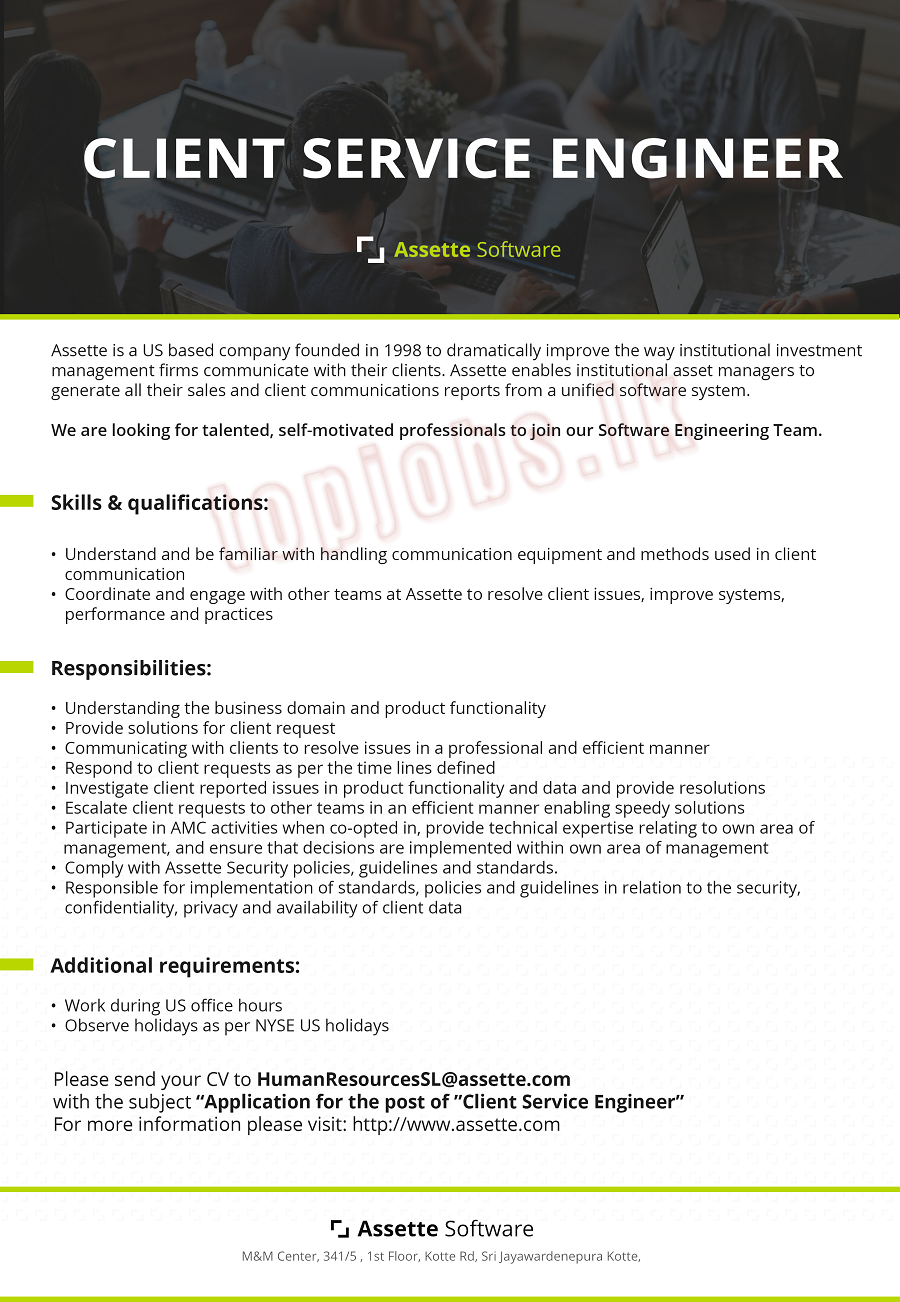 CLIENT SERVICE ENGINEER
Assette Software
Assette is a US based company founded in 1998 to dramatically improve the way institutional investment
management firms communicate with their clients. Assette enables institutional asset managers to
generate all their sales and client communications reports from a unified software system.
We are looking for talented, self-motivated professionals to join our Software Engineering Team.
topjobs.lk
Skills & qualifications:
• Understand and be familiar with handling communication equipment and methods used in client
communication
• Coordinate and engage with other teams at Assette to resolve client issues, improve systems,
performance and practices
Responsibilities:
• Understanding the business domain and product functionality
• Provide solutions for client request
• Communicating with clients to resolve issues in a professional and efficient manner
• Respond to client requests as per the time lines defined
• Investigate client reported issues in product functionality and data and provide resolutions
• Escalate client requests to other teams in an efficient manner enabling speedy solutions
• Participate in AMC activities when co-opted in, provide technical expertise relating to own area of
management, and ensure that decisions are implemented within own area of management
• Comply with Assette Security policies, guidelines and standards.
• Responsible for implementation of standards, policies and guidelines in relation to the security,
confidentiality, privacy and availability of client data
Additional requirements:
• Work during US office hours
• Observe holidays as per NYSE US holidays
Please send your CV to HumanResourcesSL@assette.com
with the subject “Application for the post of ”Client Service Engineer”
For more information please visit: http://www.assette.com
Assette Software
M&M Center, 341/5 , 1st Floor, Kotte Rd, Sri Jayawardenepura Kotte,